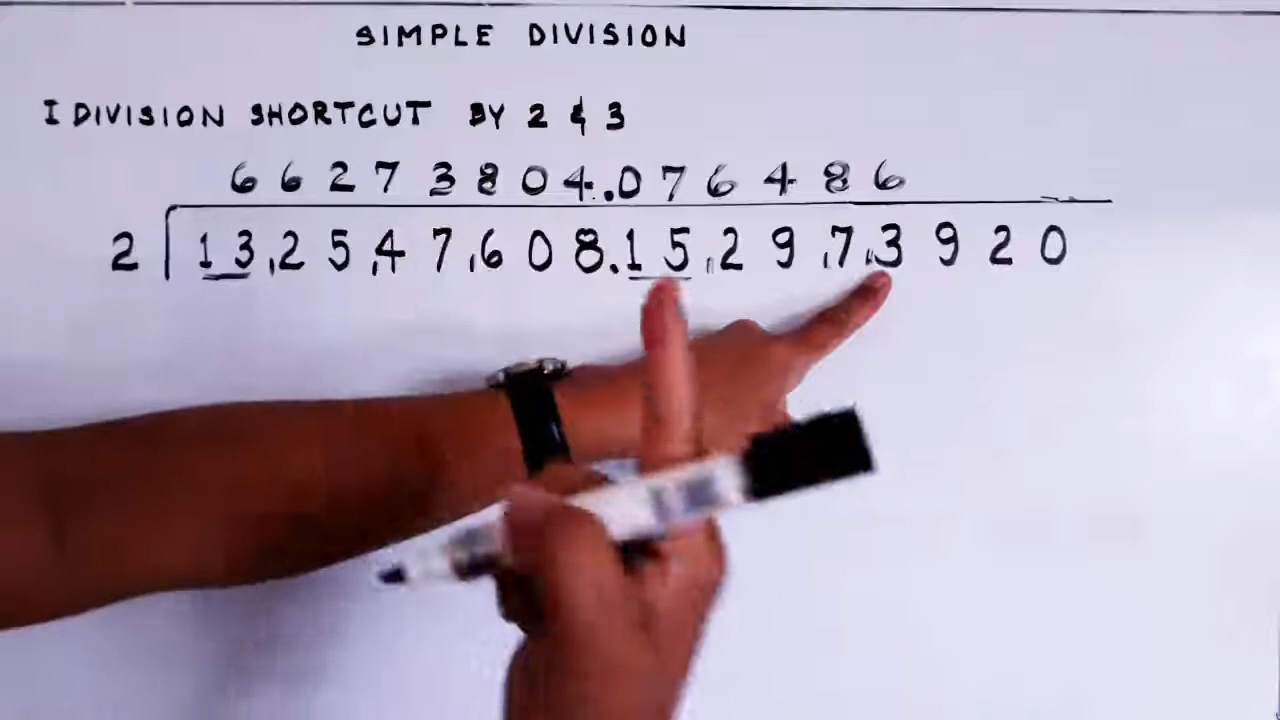 SIMPLE DIVISION
I DIVISION SHORTCUT BY 2 & 3
6 6 2 7 3 8 0 4.0 7 6 4 8 6
2 1 3,2 5,4 7,6 0 8.1 5,2 9,7,3 9 2 0